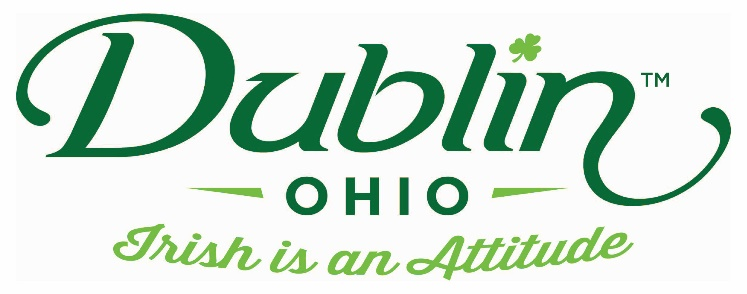 Dublin™
OHIO
Irish is an Attitude